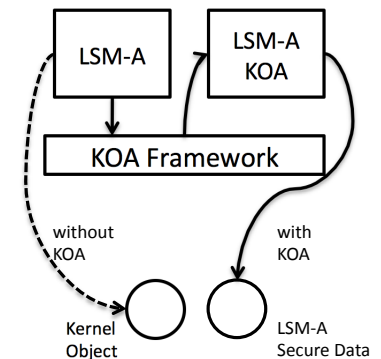 LSM-A
LSM-A
KOA
KOA Framework
without
KOA
with
KOA
Kernel
Object
LSM-A
Secure Data